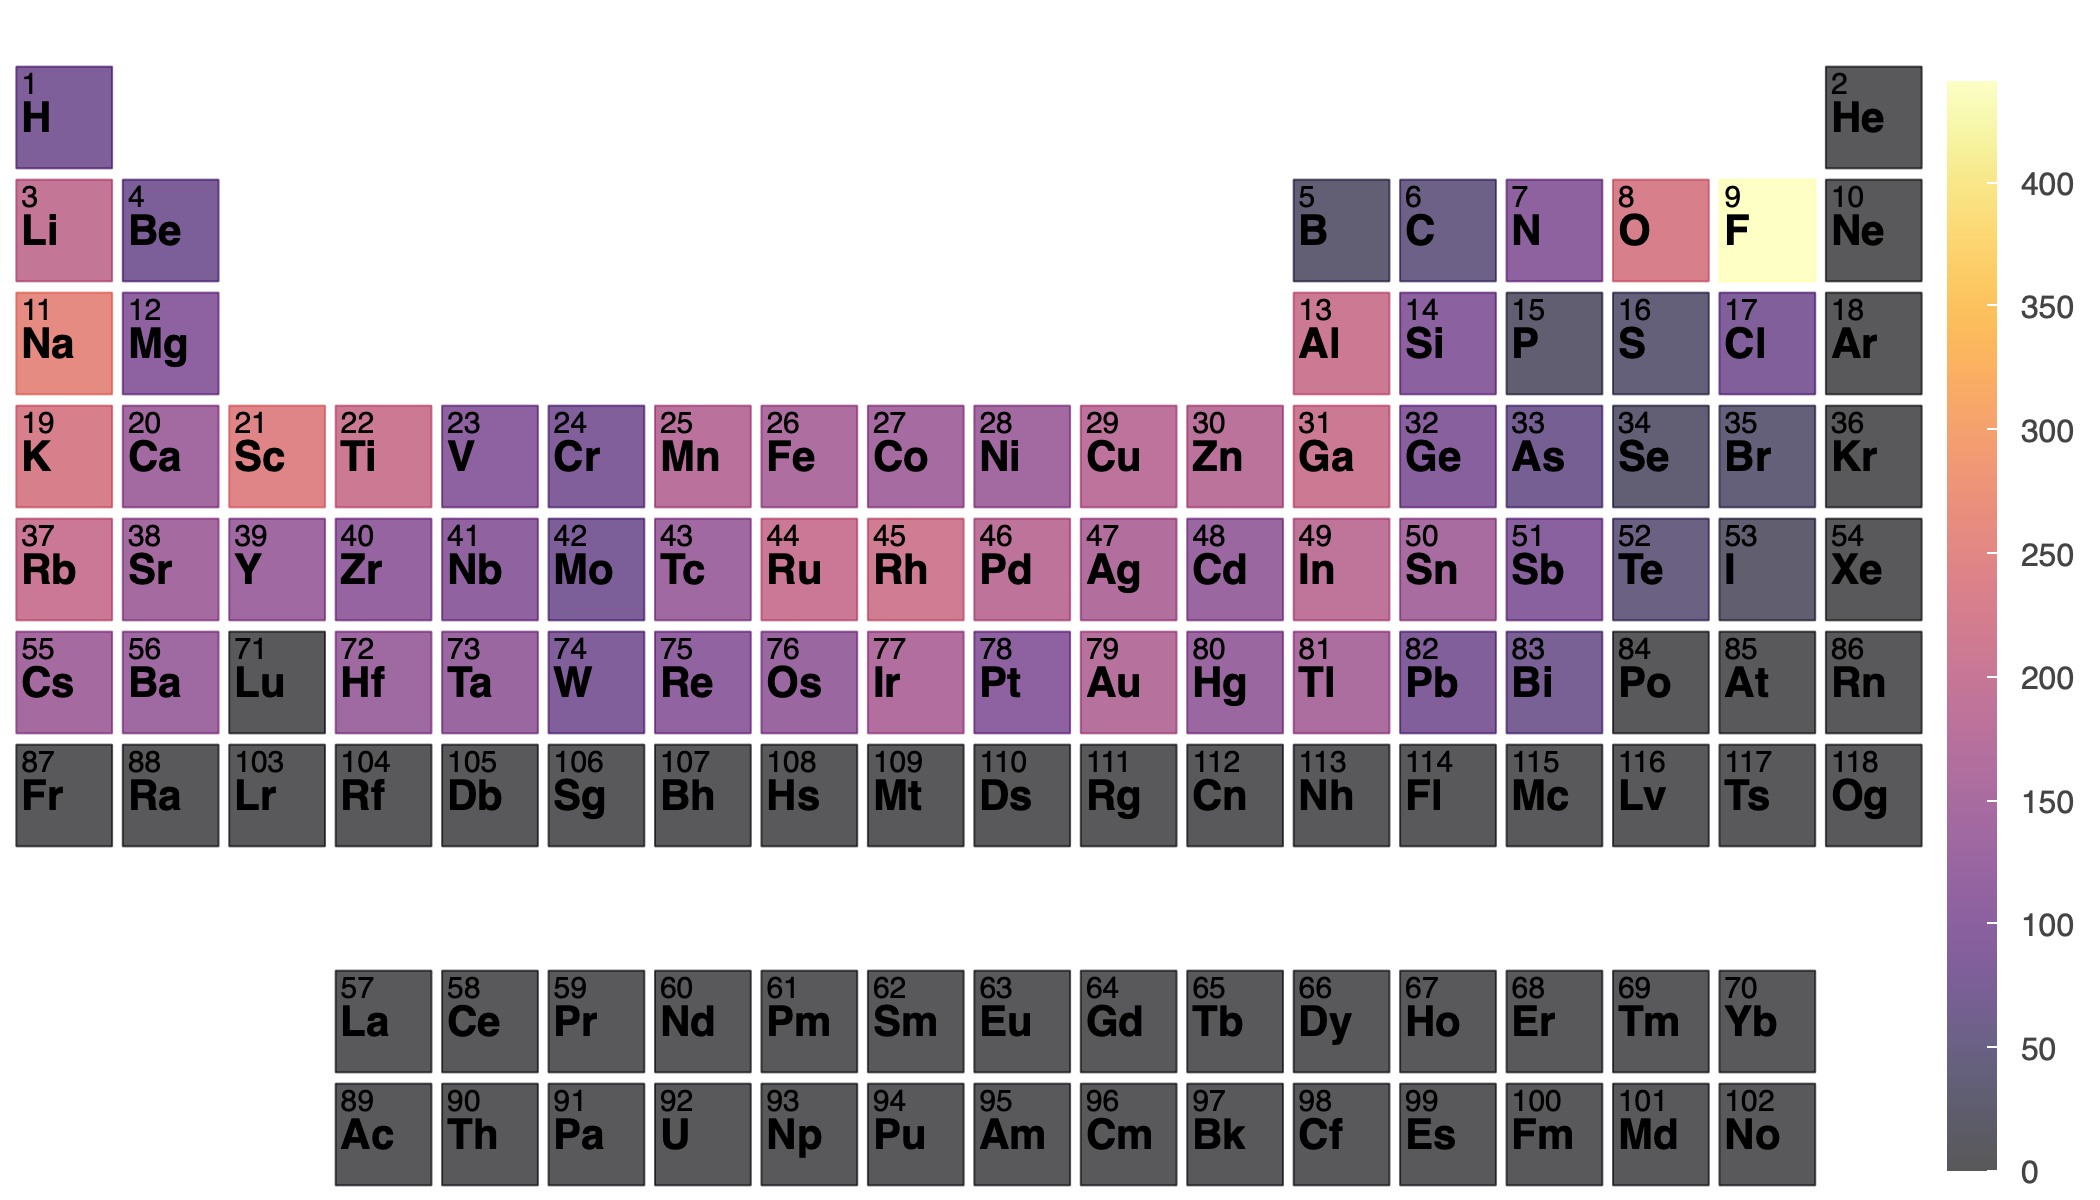 1 2
H He
3 4 5 6 7 8 9 10
Li Be B C N O F Ne
11 12 13 14 15 16 17 18
Na Mg Al Si P S Cl Ar
19 20 21 22 23 24 25 26 27 28 29 30 31 32 33 34 35 36
K Ca Sc Ti V Cr Mn Fe Co Ni Cu Zn Ga Ge As Se Br Kr
37 38 39 40 41 42 43 44 45 46 47 48 49 50 51 52 53 54
Rb Sr Y Zr Nb Mo Tc Ru Rh Pd Ag Cd In Sn Sb Te I Xe
55 56 71 72 73 74 75 76 77 78 79 80 81 82 83 84 85 86
Cs Ba Lu Hf Ta W Re Os Ir Pt Au Hg Tl Pb Bi Po At Rn
87 88 103 104 105 106 107 108 109 110 111 112 113 114 115 116 117 118
Fr Ra Lr Rf Db Sg Bh Hs Mt Ds Rg Cn Nh Fl Mc Lv Ts Og
57 58 59 60 61 62 63 64 65 66 67 68 69 70
La Ce Pr Nd Pm Sm Eu Gd Tb Dy Ho Er Tm Yb
89 90 91 92 93 94 95 96 97 98 99 100 101 102
Ac Th Pa U Np Pu Am Cm Bk Cf Es Fm Md No
400
350
300
250
200
150
100
50
0